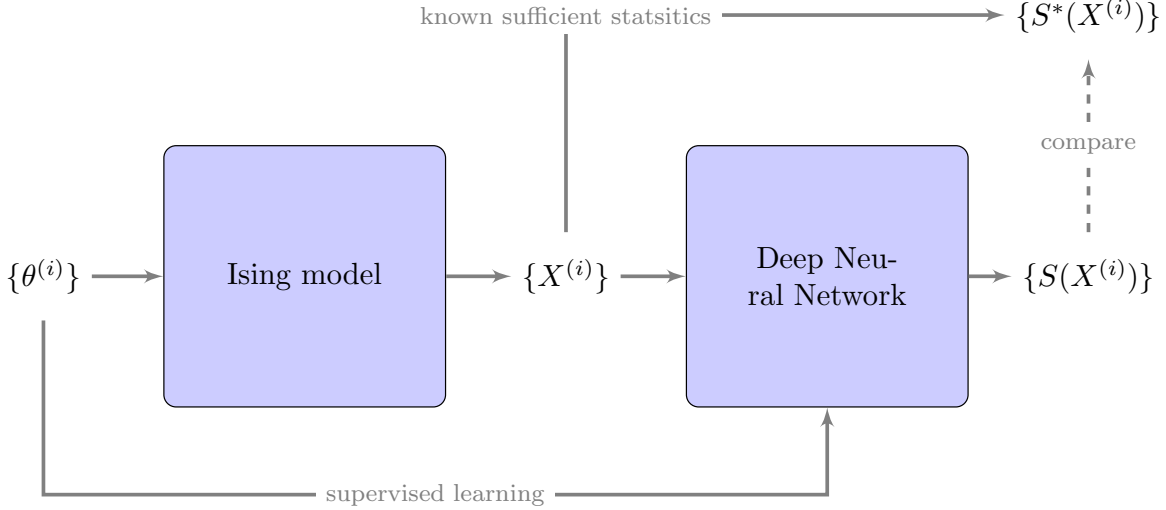 known sufficient statsitics
{S*(X^(i))}
compare
{θ^(i)}
Ising model
{X^(i)}
Deep Neu-
ral Network
{S(X^(i))}
supervised learning